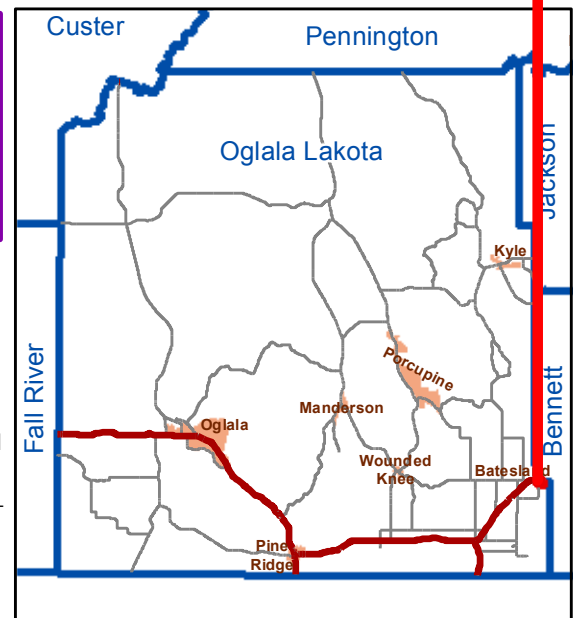 Custer
Pennington
Oglala Lakota
Jackson
Kyle
Porcupine
Fall River
Oglala
Manderson
Bennett
Wounded
Knee
Batesland
Pine
Ridge